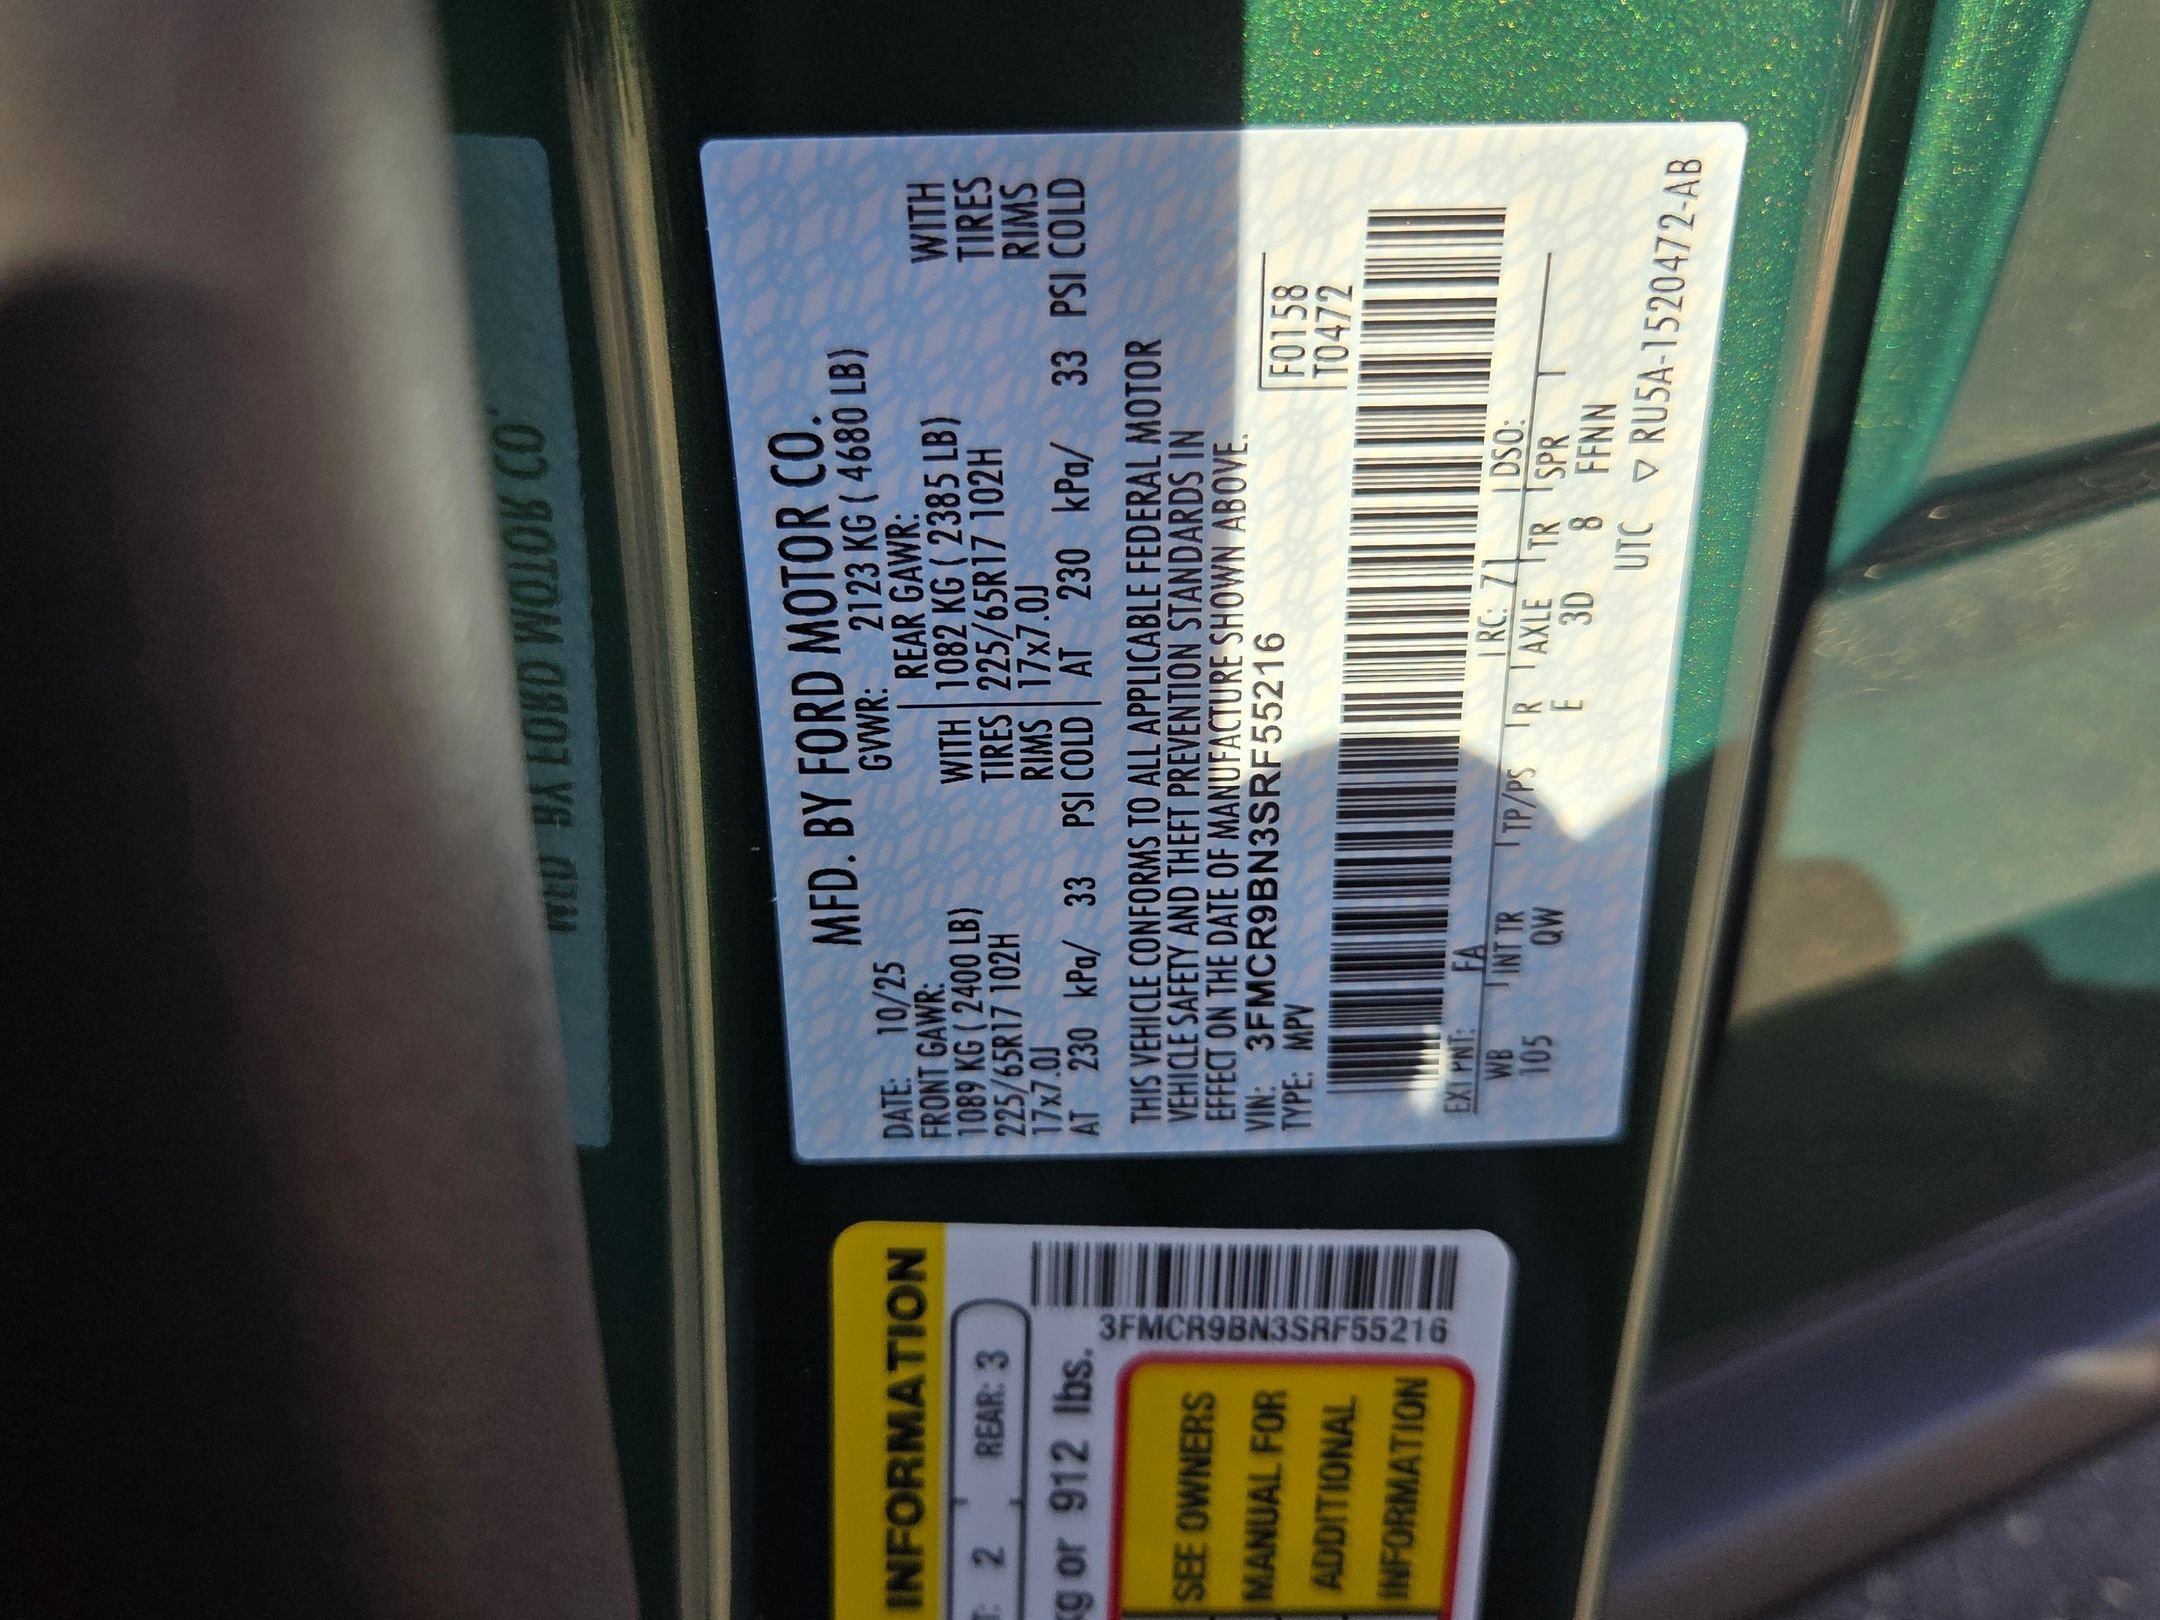 MFD. BY FORD MOTOR CO.
DATE: 10/25 GVWR: 2123 KG ( 4680 LB)
FRONT GAWR: REAR GAWR:
1089 KG ( 2400 LB) WITH 1082 KG ( 2385 LB) WITH
225/65R17 102H TIRES 225/65R17 102H TIRES
17x7.0J RIMS 17x7.0J RIMS
AT 230 kPa/ 33 PSI COLD AT 230 kPa/ 33 PSI COLD
THIS VEHICLE CONFORMS TO ALL APPLICABLE FEDERAL MOTOR
VEHICLE SAFETY AND THEFT PREVENTION STANDARDS IN
EFFECT ON THE DATE OF MANUFACTURE SHOWN ABOVE.
VIN: 3FMCR9BN3SRF55216 F0158
TYPE: MPV T0472
EXT PNT: FA RC: Z1 DSO:
WB INT TR TP/PS R AXLE TR SPR
105 QW E 3D 8 FFNN
UTC ▽ RU5A-1520472-AB
MFD. BY FORD MOTOR CO.
INFORMATION
2 REAR: 3
kg or 912 lbs.
3FMCR9BN3SRF55216
SEE OWNERS
MANUAL FOR
ADDITIONAL
INFORMATION